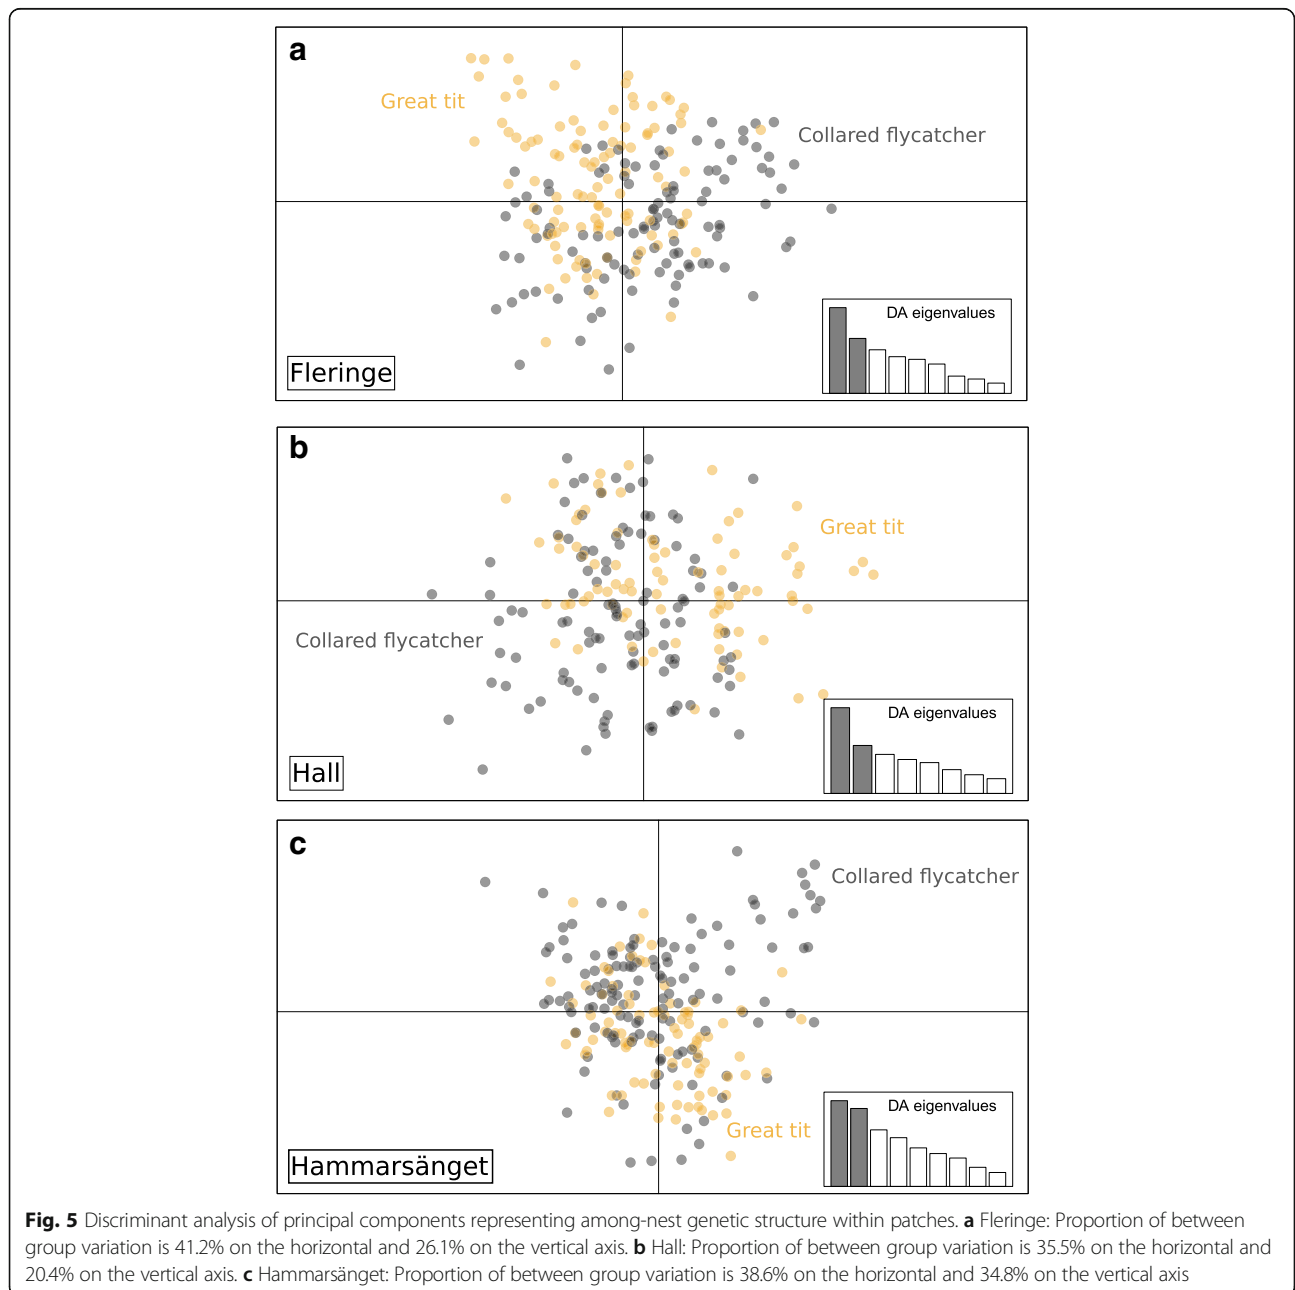 a
Great tit
Collared flycatcher
DA eigenvalues
Fleringe
b
Great tit
Collared flycatcher
DA eigenvalues
Hall
c
Collared flycatcher
DA eigenvalues
Great tit
Hammarsänget
Fig. 5 Discriminant analysis of principal components representing among-nest genetic structure within patches. a Fleringe: Proportion of between
group variation is 41.2% on the horizontal and 26.1% on the vertical axis. b Hall: Proportion of between group variation is 35.5% on the horizontal and
20.4% on the vertical axis. c Hammarsänget: Proportion of between group variation is 38.6% on the horizontal and 34.8% on the vertical axis